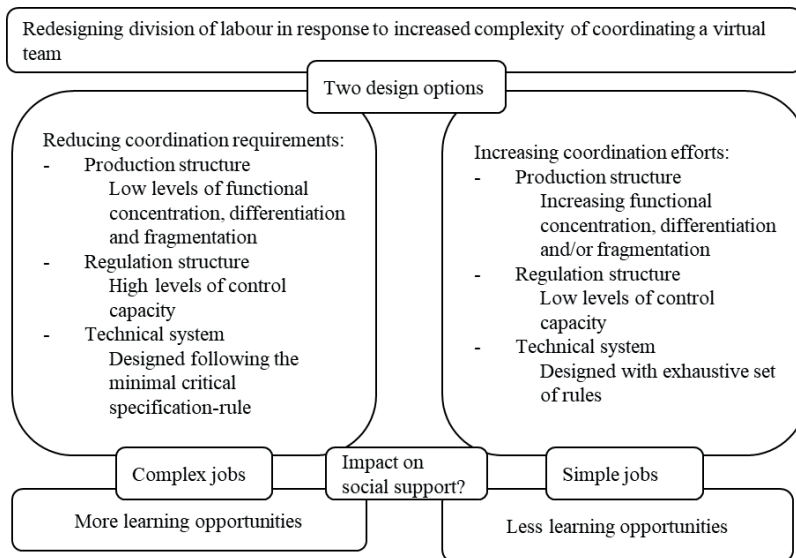 Redesigning division of labour in response to increased complexity of coordinating a virtual
team
Two design options
Reducing coordination requirements:
- Production structure
Low levels of functional
concentration, differentiation
and fragmentation
- Regulation structure
High levels of control
capacity
- Technical system
Designed following the
minimal critical
specification-rule
Increasing coordination efforts:
- Production structure
Increasing functional
concentration, differentiation
and/or fragmentation
- Regulation structure
Low levels of control
capacity
- Technical system
Designed with exhaustive set
of rules
Complex jobs
Impact on
social support?
Simple jobs
More learning opportunities
Less learning opportunities